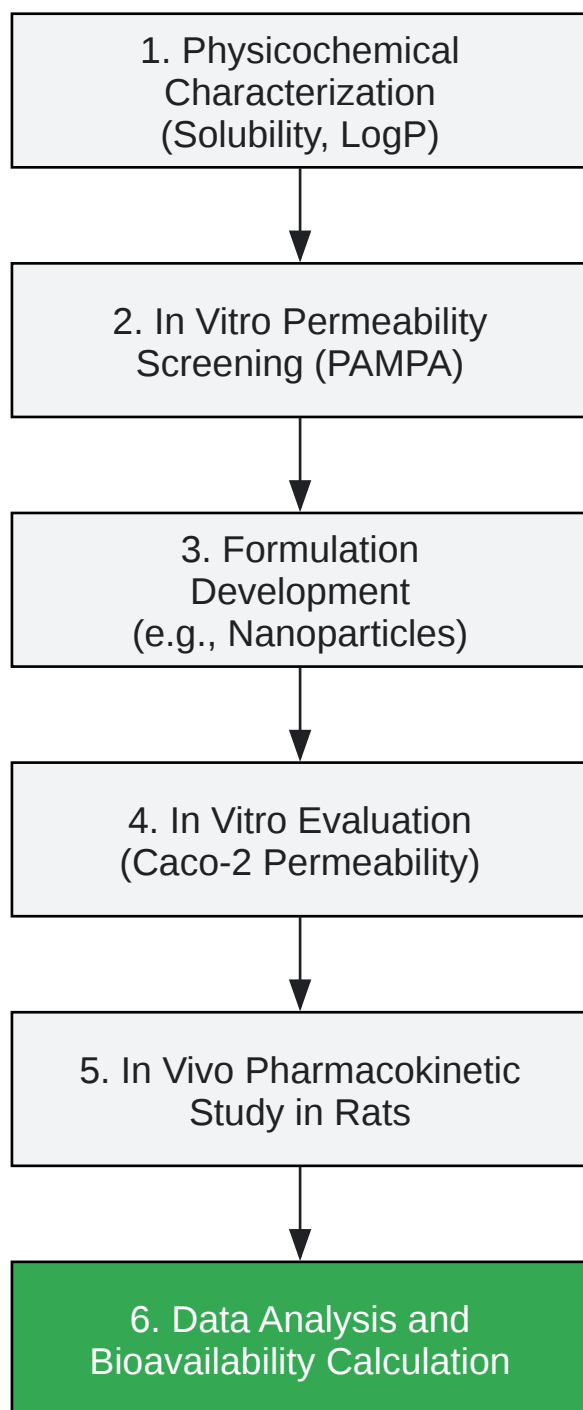 1. Physicochemical
Characterization
(Solubility, LogP)
2. In Vitro Permeability
Screening (PAMPA)
3. Formulation
Development
(e.g., Nanoparticles)
4. In Vitro Evaluation
(Caco-2 Permeability)
5. In Vivo Pharmacokinetic
Study in Rats
6. Data Analysis and
Bioavailability Calculation